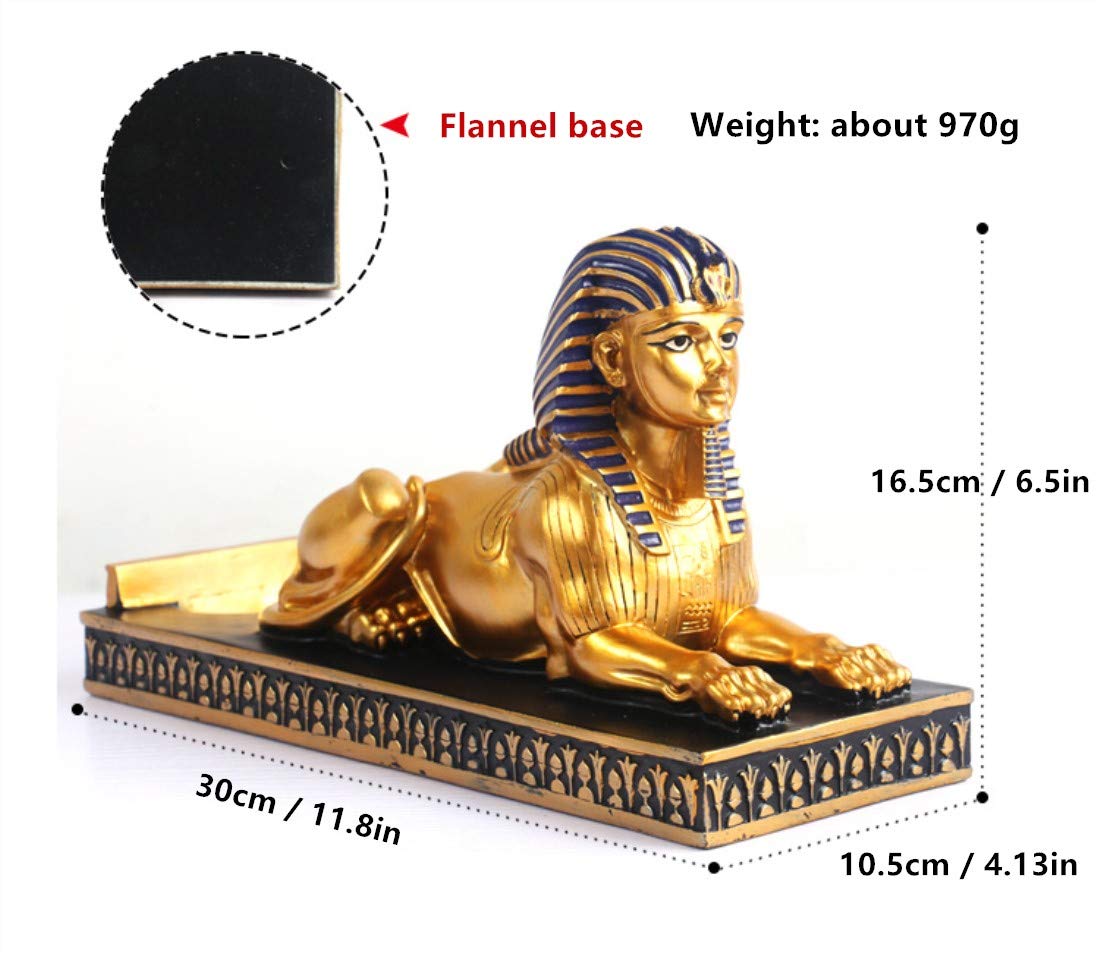 Flannel base
Weight: about 970g
16.5cm / 6.5in
30cm / 11.8in
10.5cm / 4.13in